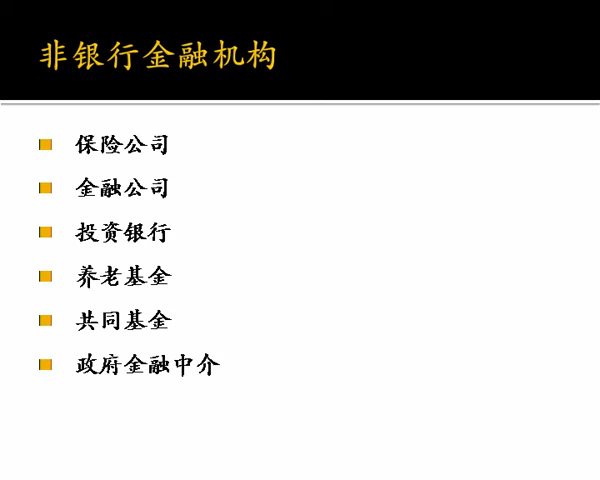 非银行金融机构
保险公司
金融公司
投资银行
养老基金
共同基金
政府金融中介